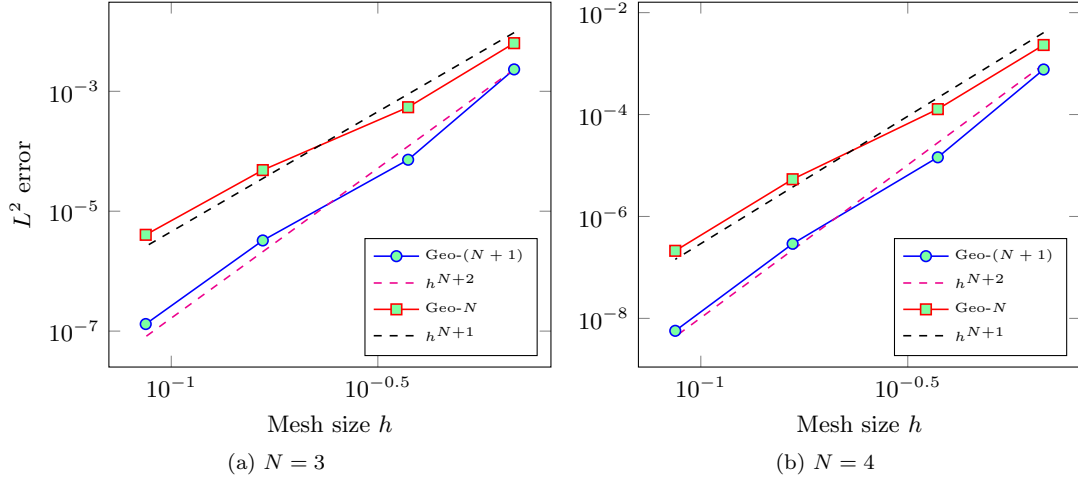 10^{-3}
10^{-5}
10^{-7}
L^2 error
10^{-1}
10^{-0.5}
Mesh size h
Geo-(N + 1)
h^{N+2}
Geo-N
h^{N+1}
(a) N = 3
10^{-2}
10^{-4}
10^{-6}
10^{-8}
10^{-1}
10^{-0.5}
Mesh size h
Geo-(N + 1)
h^{N+2}
Geo-N
h^{N+1}
(b) N = 4